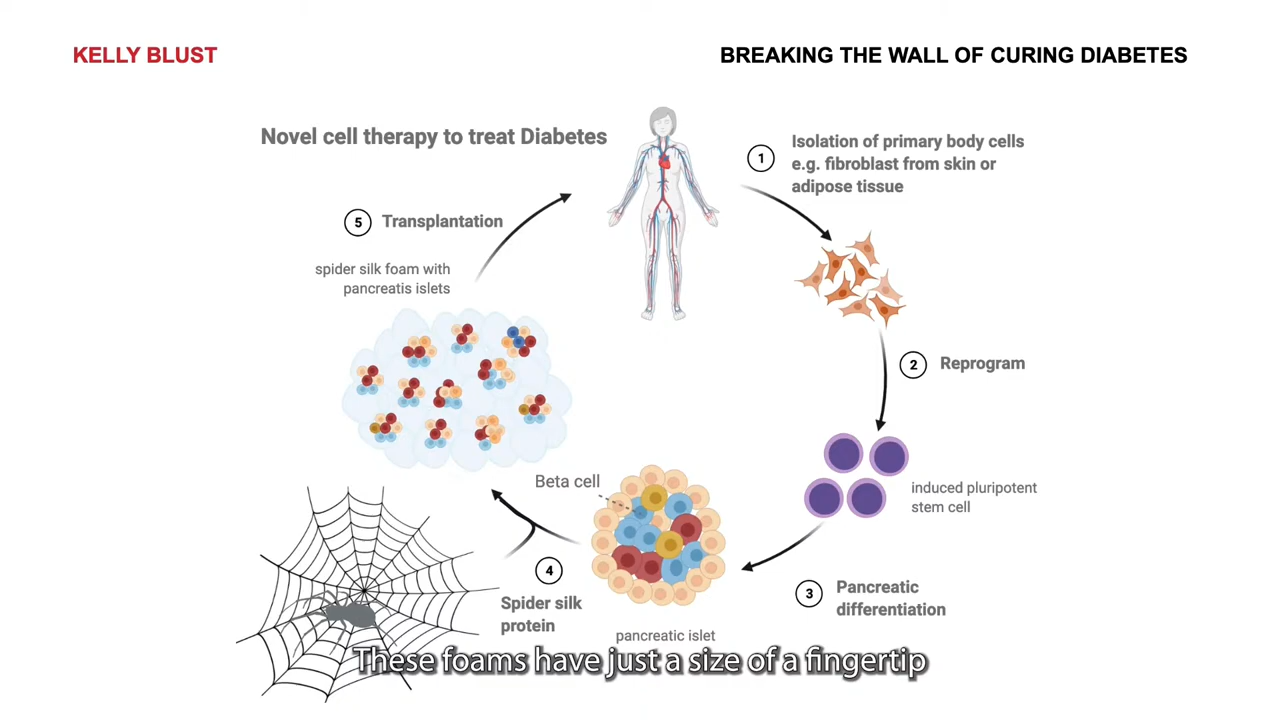 KELLY BLUST
BREAKING THE WALL OF CURING DIABETES
Novel cell therapy to treat Diabetes
1
Isolation of primary body cells
e.g. fibroblast from skin or
adipose tissue
2
Reprogram
induced pluripotent
stem cell
3
Pancreatic
differentiation
Beta cell
pancreatic islet
4
Spider silk
protein
5
Transplantation
spider silk foam with
pancreatis islets
These foams have just a size of a fingertip